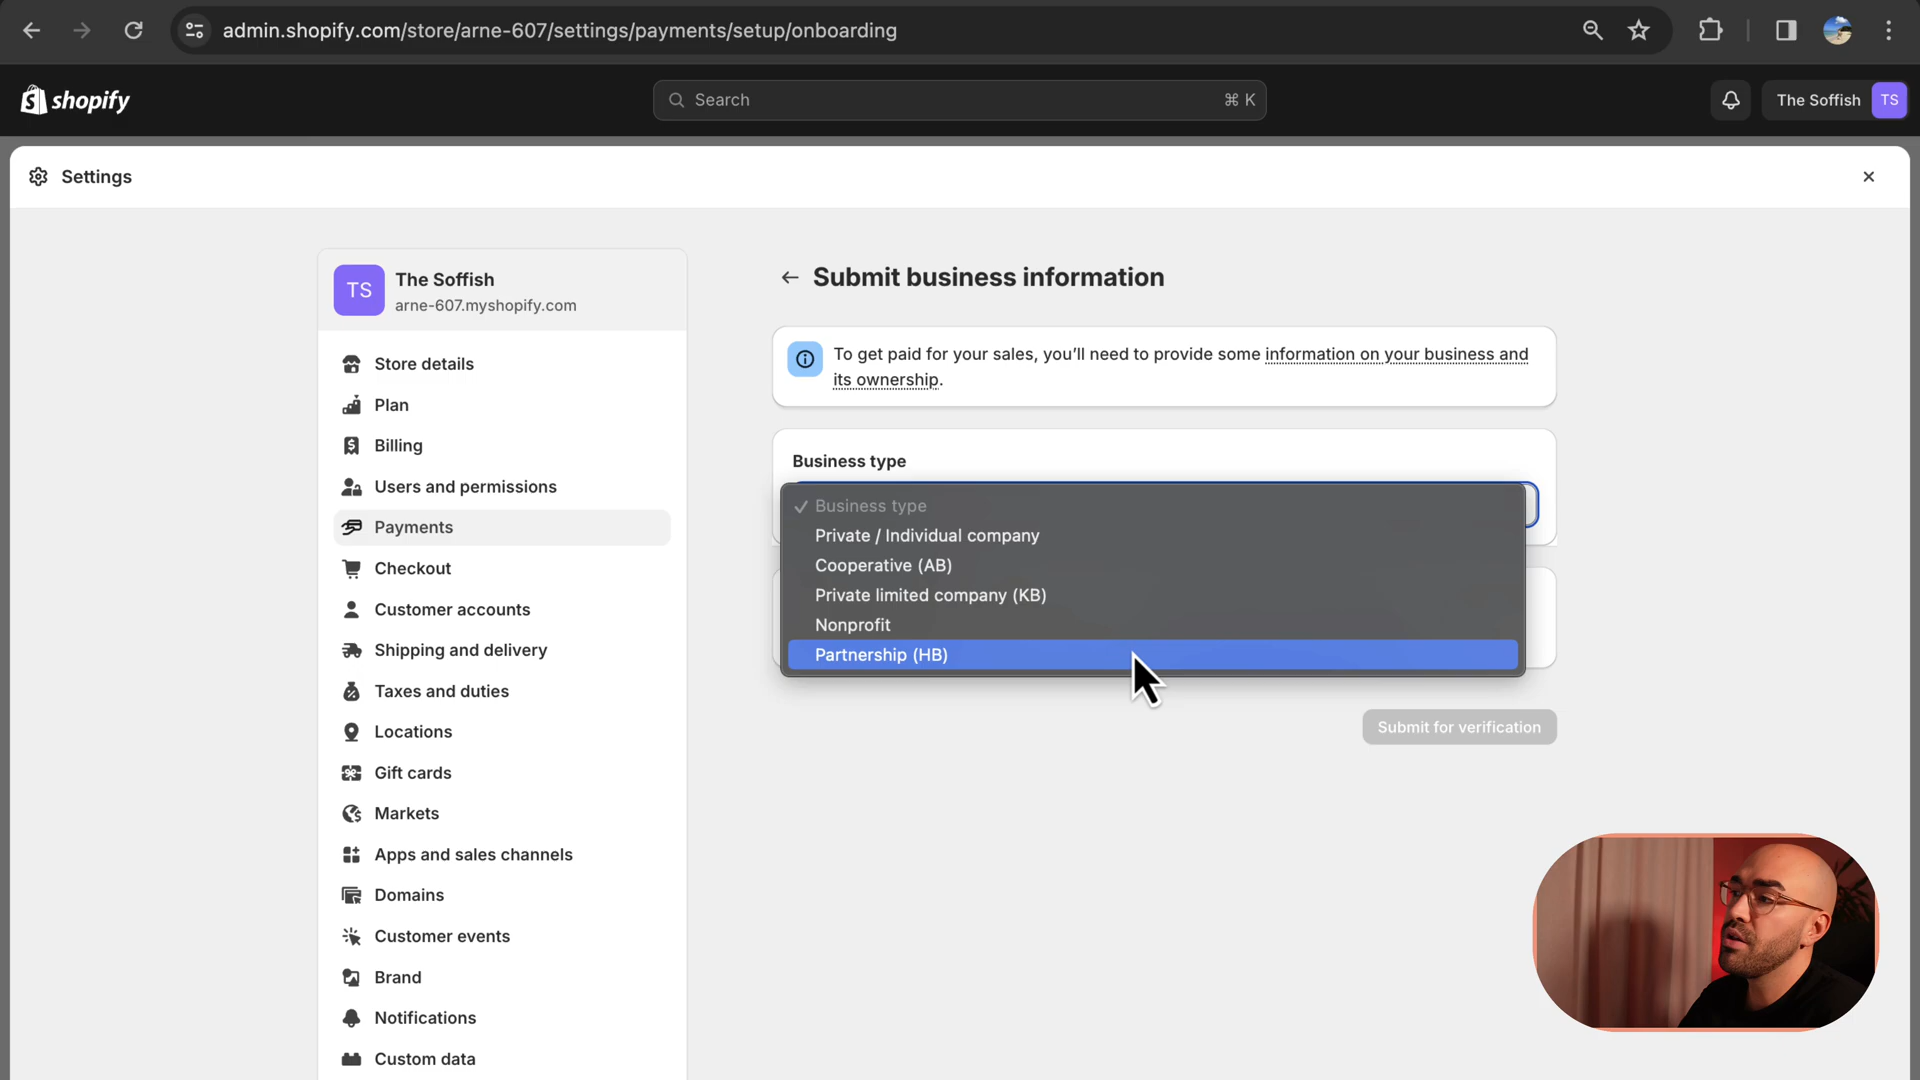 admin.shopify.com/store/arne-607/settings/payments/setup/onboarding
shopify
Search
⌘ K
The Soffish
TS
Settings
TS
The Soffish
arne-607.myshopify.com
Store details
Plan
Billing
Users and permissions
Payments
Checkout
Customer accounts
Shipping and delivery
Taxes and duties
Locations
Gift cards
Markets
Apps and sales channels
Domains
Customer events
Brand
Notifications
Custom data
Submit business information
To get paid for your sales, you’ll need to provide some information on your business and
its ownership.
Business type
✓ Business type
Private / Individual company
Cooperative (AB)
Private limited company (KB)
Nonprofit
Partnership (HB)
Submit for verification